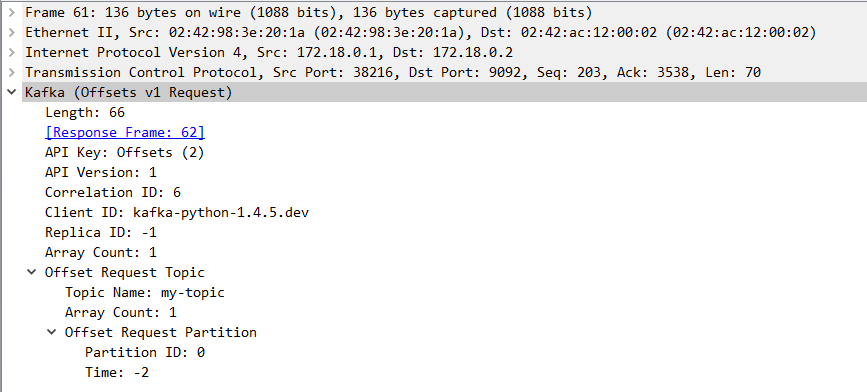 Frame 61: 136 bytes on wire (1088 bits), 136 bytes captured (1088 bits)
Ethernet II, Src: 02:42:98:3e:20:1a (02:42:98:3e:20:1a), Dst: 02:42:ac:12:00:02 (02:42:ac:12:00:02)
Internet Protocol Version 4, Src: 172.18.0.1, Dst: 172.18.0.2
Transmission Control Protocol, Src Port: 38216, Dst Port: 9092, Seq: 203, Ack: 3538, Len: 70
Kafka (Offsets v1 Request)
Length: 66
[Response Frame: 62]
API Key: Offsets (2)
API Version: 1
Correlation ID: 6
Client ID: kafka-python-1.4.5.dev
Replica ID: -1
Array Count: 1
Offset Request Topic
Topic Name: my-topic
Array Count: 1
Offset Request Partition
Partition ID: 0
Time: -2